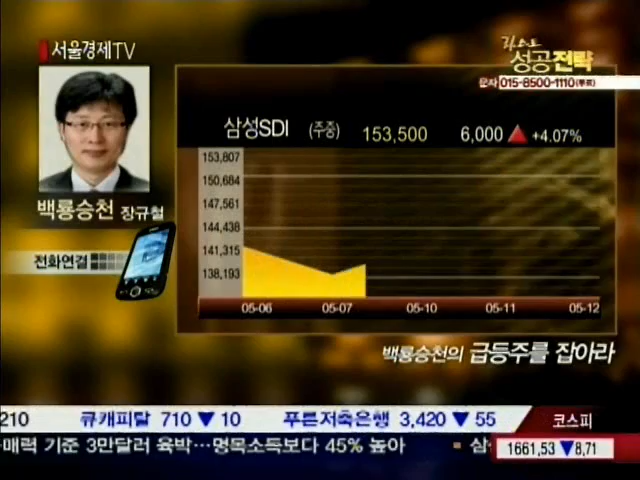 서울경제TV
성공전략
문자 015-8500-1110 (무료)
삼성SDI (주중) 153,500 6,000 ▲ +4.07%
153,807
150,684
147,561
144,438
141,315
138,193
05-06 05-07 05-10 05-11 05-12
백룡승천 장규철
전화연결
백룡승천의 급등주를 잡아라
210 큐캐피탈 710 ▼ 10 푸른저축은행 3,420 ▼ 55 코스피
매력 기준 3만달러 육박…명목소득보다 45% 높아 삼성
1661,53 ▼8,71